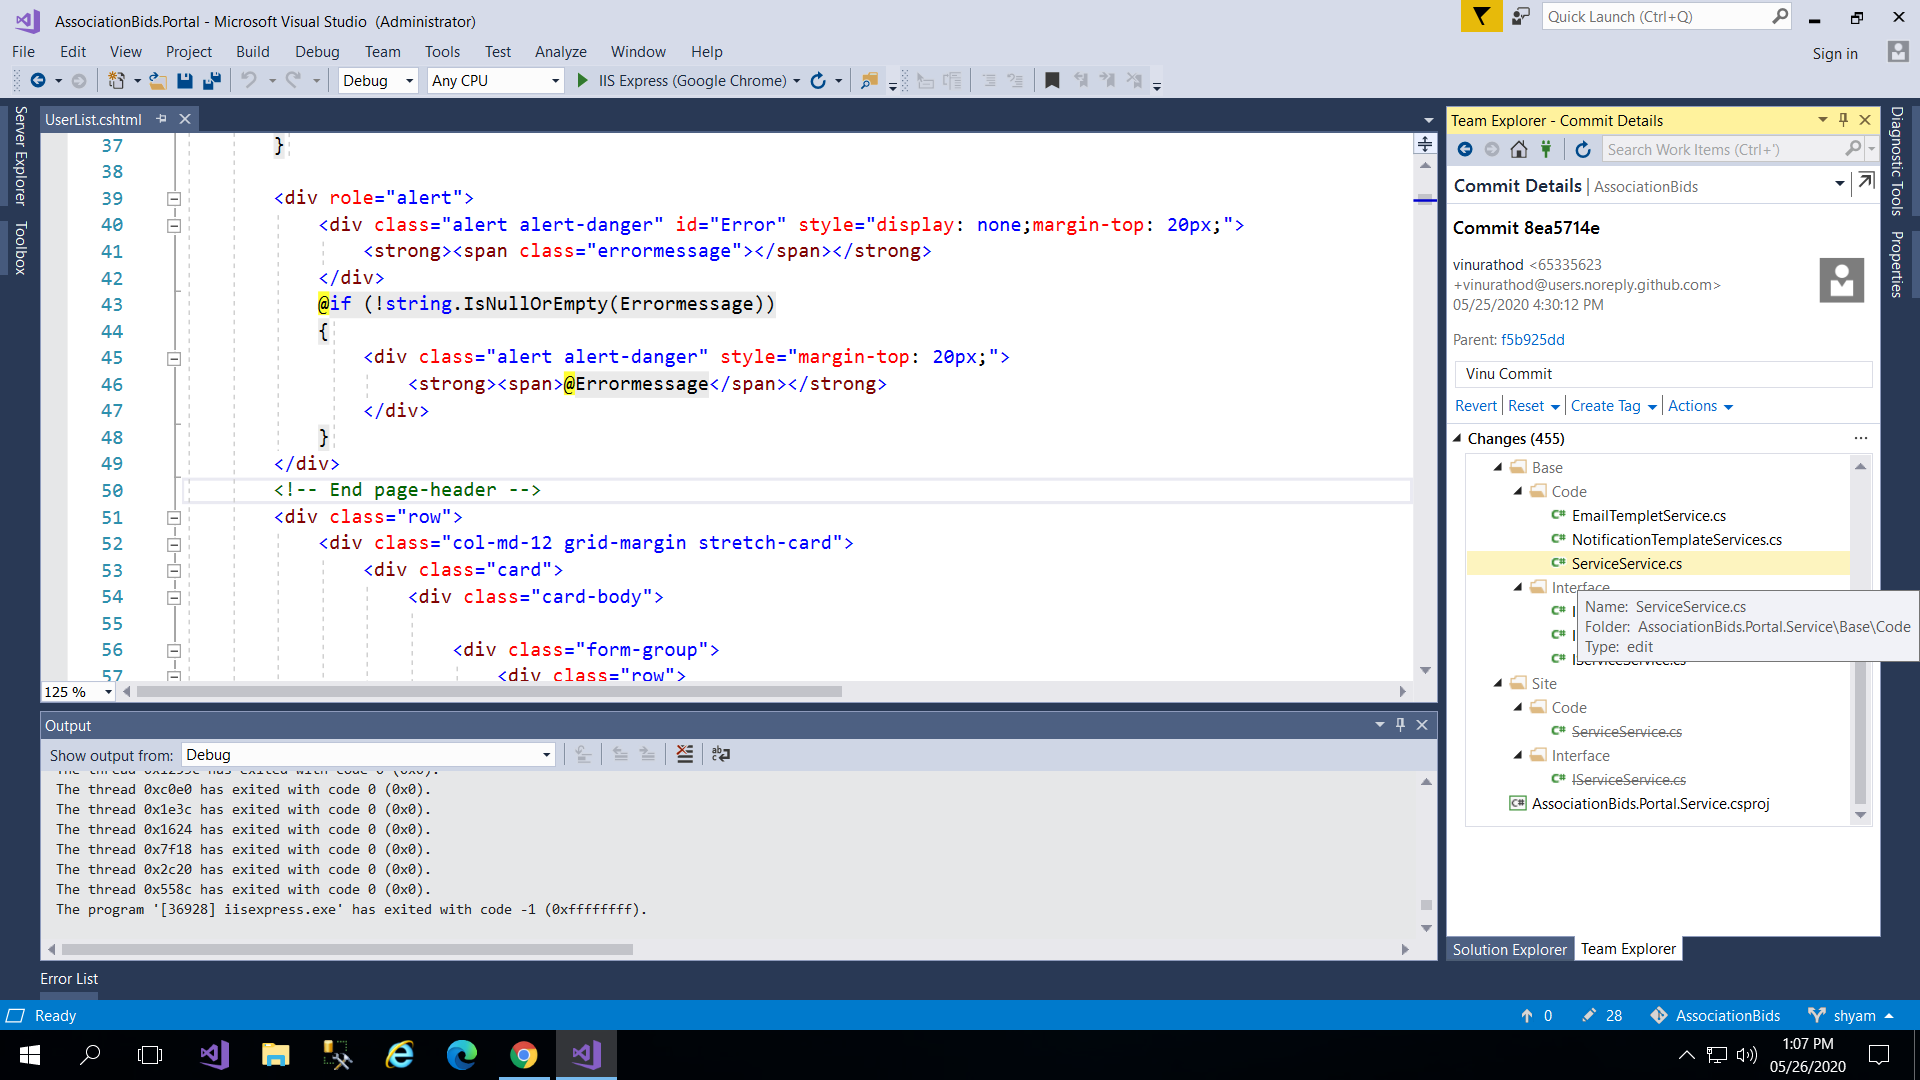 AssociationBids.Portal - Microsoft Visual Studio  (Administrator)
Quick Launch (Ctrl+Q)
File Edit View Project Build Debug Team Tools Test Analyze Window Help
Sign in
Debug Any CPU IIS Express (Google Chrome)
Server Explorer
Toolbox
UserList.cshtml
37 }
38
39 <div role="alert">
40 <div class="alert alert-danger" id="Error" style="display: none;margin-top: 20px;">
41 <strong><span class="errormessage"></span></strong>
42 </div>
43 @if (!string.IsNullOrEmpty(Errormessage))
44 {
45 <div class="alert alert-danger" style="margin-top: 20px;">
46 <strong><span>@Errormessage</span></strong>
47 </div>
48 }
49 </div>
50 <!-- End page-header -->
51 <div class="row">
52 <div class="col-md-12 grid-margin stretch-card">
53 <div class="card">
54 <div class="card-body">
55
56 <div class="form-group">
57 <div class="row">
125 %
Output
Show output from: Debug
The thread 0xc0e0 has exited with code 0 (0x0).
The thread 0x1e3c has exited with code 0 (0x0).
The thread 0x1624 has exited with code 0 (0x0).
The thread 0x7f18 has exited with code 0 (0x0).
The thread 0x2c20 has exited with code 0 (0x0).
The thread 0x558c has exited with code 0 (0x0).
The program '[36928] iisexpress.exe' has exited with code -1 (0xffffffff).
Error List
Team Explorer - Commit Details
Search Work Items (Ctrl+')
Commit Details | AssociationBids
Commit 8ea5714e
vinurathod <65335623
+vinurathod@users.noreply.github.com>
05/25/2020 4:30:12 PM
Parent: f5b925dd
Vinu Commit
Revert Reset Create Tag Actions
Changes (455) ...
Base
Code
C# EmailTempletService.cs
C# NotificationTemplateServices.cs
C# ServiceService.cs
Interface
C# I
C# I
C# IServiceService.cs
Name: ServiceService.cs
Folder: AssociationBids.Portal.Service\Base\Code
Type: edit
Site
Code
C# ServiceService.cs
Interface
C# IServiceService.cs
C# AssociationBids.Portal.Service.csproj
Solution Explorer Team Explorer
Diagnostic Tools
Properties
Ready 0 28 AssociationBids shyam
1:07 PM
05/26/2020